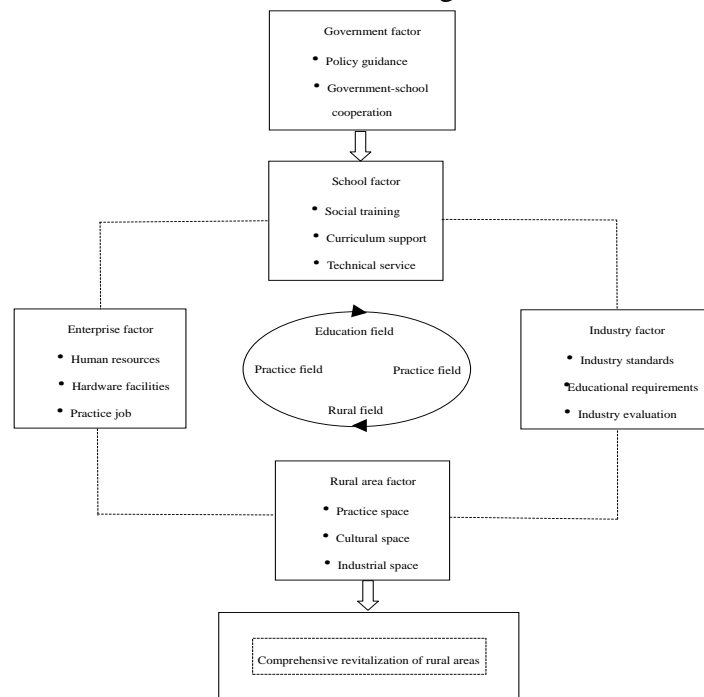 Government factor
• Policy guidance
• Government-school
cooperation
School factor
• Social training
• Curriculum support
• Technical service
Enterprise factor
• Human resources
• Hardware facilities
• Practice job
Education field
Practice field
Practice field
Rural field
Industry factor
• Industry standards
• Educational requirements
• Industry evaluation
Rural area factor
• Practice space
• Cultural space
• Industrial space
Comprehensive revitalization of rural areas